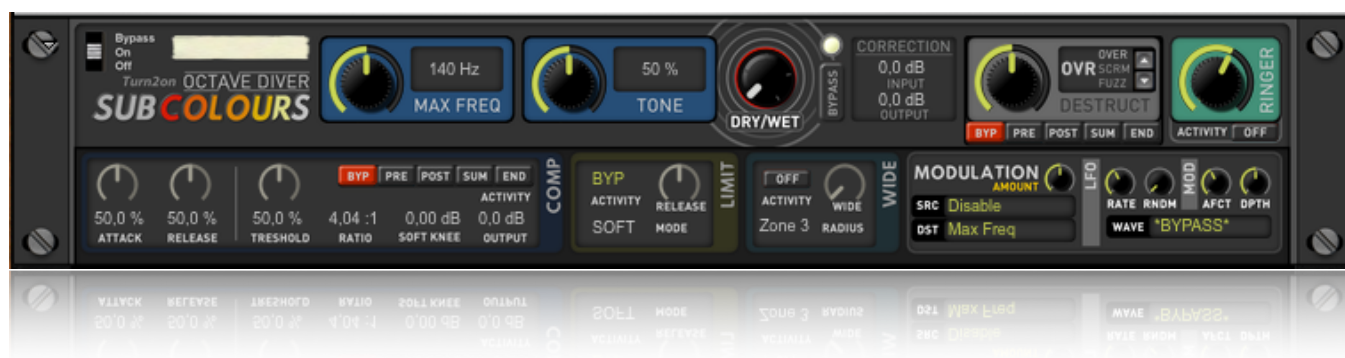 Bypass
On
Off
Turn2on OCTAVE DIVER
SUBCOLOURS
140 Hz
MAX FREQ
50 %
TONE
DRY/WET
BYPASS
CORRECTION
0,0 dB
INPUT
0,0 dB
OUTPUT
OVR
OVER
SCRM
FUZZ
DESTRUCT
BYP PRE POST SUM END
RINGER
ACTIVITY OFF
50,0 %
ATTACK
50,0 %
RELEASE
50,0 %
TRESHOLD
BYP PRE POST SUM END
ACTIVITY
4,04 :1
RATIO
0,00 dB
SOFT KNEE
0,0 dB
OUTPUT
COMP
BYP
ACTIVITY
RELEASE
SOFT
MODE
LIMIT
OFF
ACTIVITY
WIDE
Zone 3
RADIUS
WIDE
MODULATION
AMOUNT
SRC Disable
DST Max Freq
LFO
RATE RNDM
MOD
AFCT DPTH
WAVE *BYPASS*